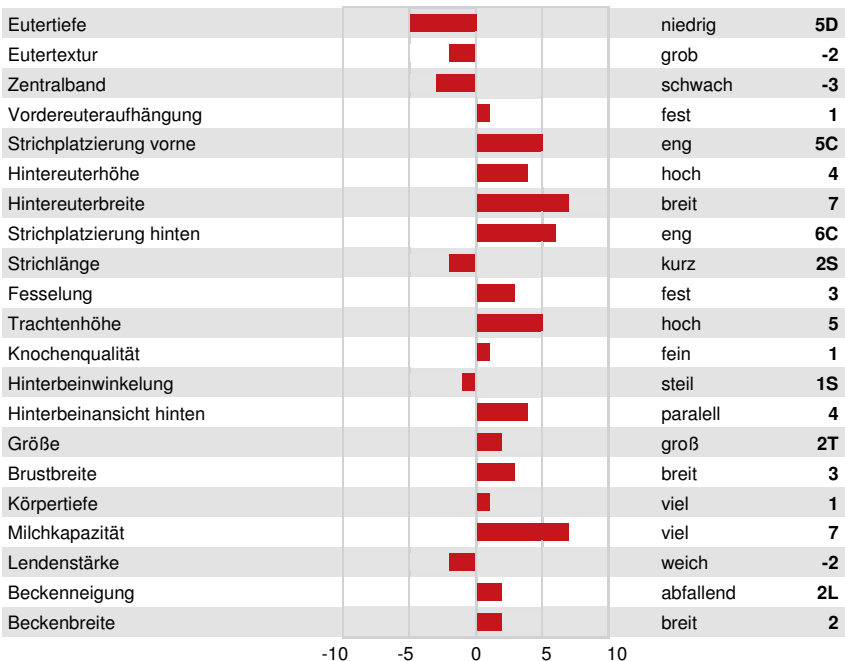 Eutertiefe niedrig 5D
Eutertextur grob -2
Zentralband schwach -3
Vordereuteraufhängung fest 1
Strichplatzierung vorne eng 5C
Hintereuterhöhe hoch 4
Hintereuterbreite breit 7
Strichplatzierung hinten eng 6C
Strichlänge kurz 2S
Fesselung fest 3
Trachtenhöhe hoch 5
Knochenqualität fein 1
Hinterbeinwinkelung steil 1S
Hinterbeinansicht hinten paralell 4
Größe groß 2T
Brustbreite breit 3
Körpertiefe viel 1
Milchkapazität viel 7
Lendenstärke weich -2
Beckenneigung abfallend 2L
Beckenbreite breit 2
-10 -5 0 5 10